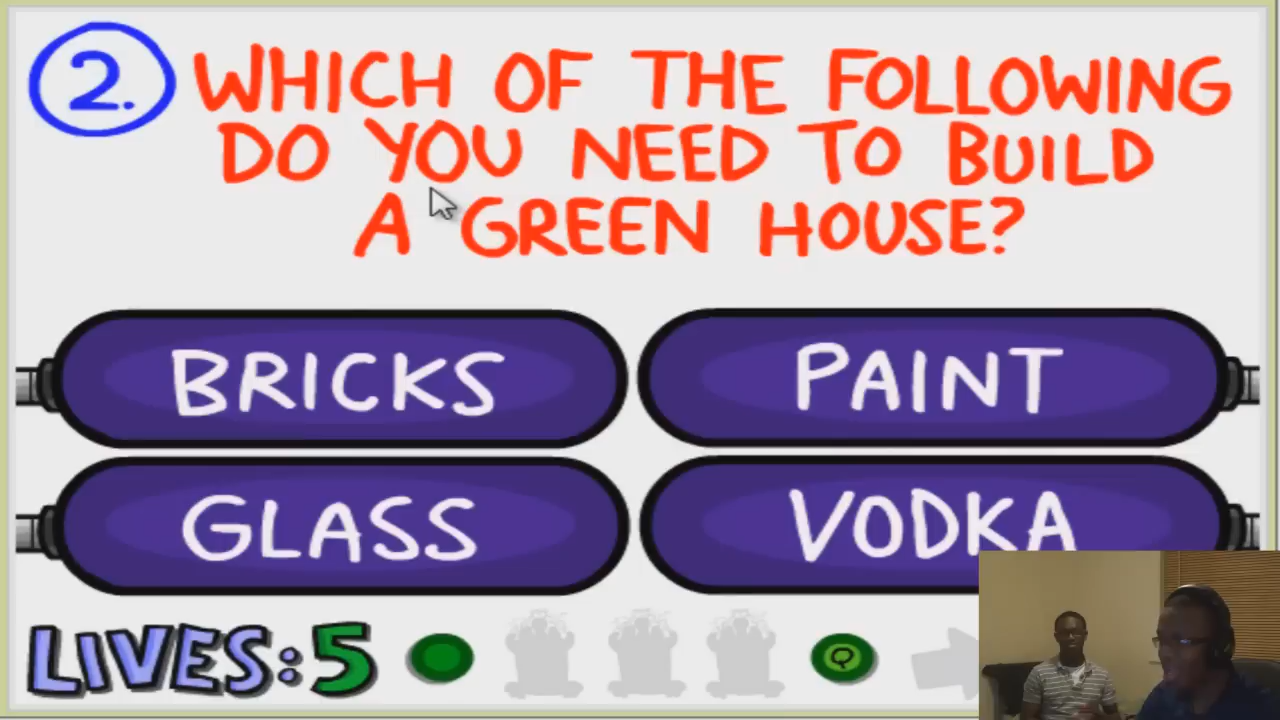 2. WHICH OF THE FOLLOWING
DO YOU NEED TO BUILD
A GREEN HOUSE?
BRICKS
PAINT
GLASS
VODKA
LIVES: 5
Q